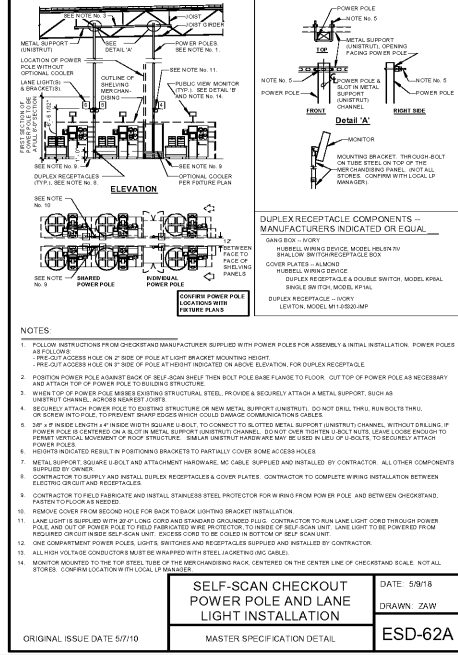 SEE NOTE No. 3
JOIST
JOIST GIRDER
METAL SUPPORT
(UNISTRUT)
SEE
DETAIL 'A'
POWER POLES
SEE NOTE No. 1.
LOCATION OF POWER
POLE WITHOUT
OPTIONAL COOLER
LANE LIGHT(S)
& BRACKET(S).
OUTLINE OF
SHELVING
MERCHAN-
DISING
SEE NOTE No. 11.
PUBLIC VIEW MONITOR
(TYP.), SEE DETAIL 'B'
AND NOTE No. 14.
FIRST SECTION OF
POWER POLE TO BE
A FULL 8'-0" SECTION
SEE NOTE No. 9
SEE NOTE No. 9
DUPLEX RECEPTACLES
(TYP.), SEE NOTE No. 8.
OPTIONAL COOLER
PER FIXTURE PLAN
ELEVATION
SEE NOTE
No. 10
12'
BETWEEN
FACE TO
FACE OF
SHELVING
PANELS
SEE NOTE
No. 9
SHARED
POWER POLE
INDIVIDUAL
POWER POLE
CONFIRM POWER POLE
LOCATIONS WITH
FIXTURE PLANS
POWER POLE
NOTE No. 5
METAL SUPPORT
(UNISTRUT), OPENING
FACING POWER POLE
TOP
NOTE No. 5
POWER POLE
POWER POLE &
SLOT IN METAL
SUPPORT
(UNISTRUT)
CHANNEL
NOTE No. 5
POWER POLE
FRONT
RIGHT SIDE
Detail 'A'
MONITOR
MOUNTING BRACKET. THROUGH-BOLT
ON TUBE STEEL ON TOP OF THE
MERCHANDISING PANEL. (NOT ALL
STORES. CONFIRM WITH LOCAL LP
MANAGER).
DUPLEX RECEPTACLE COMPONENTS --
MANUFACTURERS INDICATED OR EQUAL
GANG BOX -- IVORY
HUBBELL WIRING DEVICE, MODEL HBL5747IV
SHALLOW SWITCH/RECEPTACLE BOX
COVER PLATES -- ALMOND
HUBBELL WIRING DEVICE
DUPLEX RECEPTACLE & DOUBLE SWITCH, MODEL KP8AL
SINGLE SWITCH, MODEL KP1AL
DUPLEX RECEPTACLE -- IVORY
LEVITON, MODEL M11-05320-IMP
NOTES:
1. FOLLOW INSTRUCTIONS FROM CHECKSTAND MANUFACTURER SUPPLIED WITH POWER POLES FOR ASSEMBLY & INITIAL INSTALLATION. POWER POLES
AS FOLLOWS:
- PRE-CUT ACCESS HOLE ON 2" SIDE OF POLE AT LIGHT BRACKET MOUNTING HEIGHT.
- PRE-CUT ACCESS HOLE ON 3" SIDE OF POLE AT HEIGHT INDICATED ON ABOVE ELEVATION, FOR DUPLEX RECEPTACLE.
2. POSITION POWER POLE AGAINST BACK OF SELF-SCAN SHELF THEN BOLT POLE BASE FLANGE TO FLOOR. CUT TOP OF POWER POLE AS NECESSARY
AND ATTACH TOP OF POWER POLE TO BUILDING STRUCTURE.
3. WHEN TOP OF POWER POLE MISSES EXISTING STRUCTURAL STEEL, PROVIDE & SECURELY ATTACH A METAL SUPPORT, SUCH AS
UNISTRUT CHANNEL, ACROSS NEAREST JOISTS.
4. SECURELY ATTACH POWER POLE TO EXISTING STRUCTURE OR NEW METAL SUPPORT (UNISTRUT). DO NOT DRILL THRU, RUN BOLTS THRU,
OR SCREW INTO POLE, TO PREVENT SHARP EDGES WHICH COULD DAMAGE COMMUNICATIONS CABLES.
5. 3/8" x 5" INSIDE LENGTH x 4" INSIDE WIDTH SQUARE U-BOLT, TO CONNECT TO SLOTTED METAL SUPPORT (UNISTRUT) CHANNEL, WITHOUT DRILLING, IF
POWER POLE IS CENTERED ON A SLOT IN METAL SUPPORT (UNISTRUT) CHANNEL. DO NOT OVER TIGHTEN U-BOLT NUTS, LEAVE LOOSE ENOUGH TO
PERMIT VERTICAL MOVEMENT OF ROOF STRUCTURE. SIMILAR UNISTRUT HARDWARE MAY BE USED IN LIEU OF U-BOLTS, TO SECURELY ATTACH
POWER POLES.
6. HEIGHTS INDICATED RESULT IN POSITIONING BRACKETS TO PARTIALLY COVER SOME ACCESS HOLES.
7. METAL SUPPORT, SQUARE U-BOLT AND ATTACHMENT HARDWARE, MC CABLE SUPPLIED AND INSTALLED BY CONTRACTOR. ALL OTHER COMPONENTS
SUPPLIED BY OWNER.
8. CONTRACTOR TO SUPPLY AND INSTALL DUPLEX RECEPTACLES & COVER PLATES. CONTRACTOR TO COMPLETE WIRING INSTALLATION BETWEEN
ELECTING CIRCUIT AND RECEPTACLES.
9. CONTRACTOR TO FIELD FABRICATE AND INSTALL STAINLESS STEEL PROTECTOR FOR WIRING FROM POWER POLE AND BETWEEN CHECKSTAND,
FASTEN TO FLOOR AS NEEDED.
10. REMOVE COVER FROM SECOND HOLE FOR BACK TO BACK LIGHTING BRACKET INSTALLATION.
11. LANE LIGHT IS SUPPLIED WITH 20'-0" LONG CORD AND STANDARD GROUNDED PLUG. CONTRACTOR TO RUN LANE LIGHT CORD THROUGH POWER
POLE, AND OUT OF POWER POLE TO FIELD FABRICATED WIRE PROTECTOR, TO INSIDE OF SELF-SCAN UNIT. LANE LIGHT TO BE POWERED FROM
REQUIRED CIRCUIT INSIDE SELF-SCAN UNIT. EXCESS CORD TO BE COILED IN BOTTOM OF SELF SCAN UNIT.
12. ONE COMPARTMENT POWER POLES, LIGHTS, SWITCHES AND RECEPTACLES SUPPLIED AND INSTALLED BY CONTRACTOR.
13. ALL HIGH VOLTAGE CONDUCTORS MUST BE WRAPPED WITH STEEL JACKETING (MC CABLE).
14. MONITOR MOUNTED TO THE TOP STEEL TUBE OF THE MERCHANDISING RACK, CENTERED ON THE CENTER LINE OF CHECKSTAND SCALE. NOT ALL
STORES. CONFIRM LOCATION WITH LOCAL LP MANAGER.
SELF-SCAN CHECKOUT
POWER POLE AND LANE
LIGHT INSTALLATION
DATE: 5/9/18
DRAWN: ZAW
ORIGINAL ISSUE DATE 5/7/10
MASTER SPECIFICATION DETAIL
ESD-62A